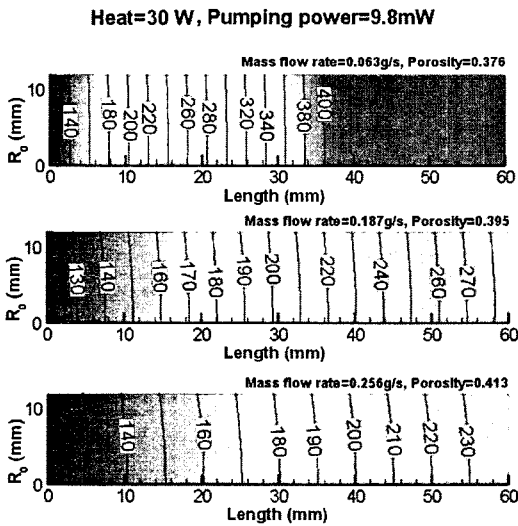 Heat=30 W, Pumping power=9.8mW
Mass flow rate=0.063g/s, Porosity=0.376
R0 (mm)
10
0
140 180 200 220 260 280 320 340 380 400
0 10 20 30 40 50 60
Length (mm)
Mass flow rate=0.187g/s, Porosity=0.395
R0 (mm)
10
0
130 140 160 170 180 190 200 220 240 260 270
0 10 20 30 40 50 60
Length (mm)
Mass flow rate=0.256g/s, Porosity=0.413
R0 (mm)
10
0
140 160 180 190 200 210 220 230
0 10 20 30 40 50 60
Length (mm)